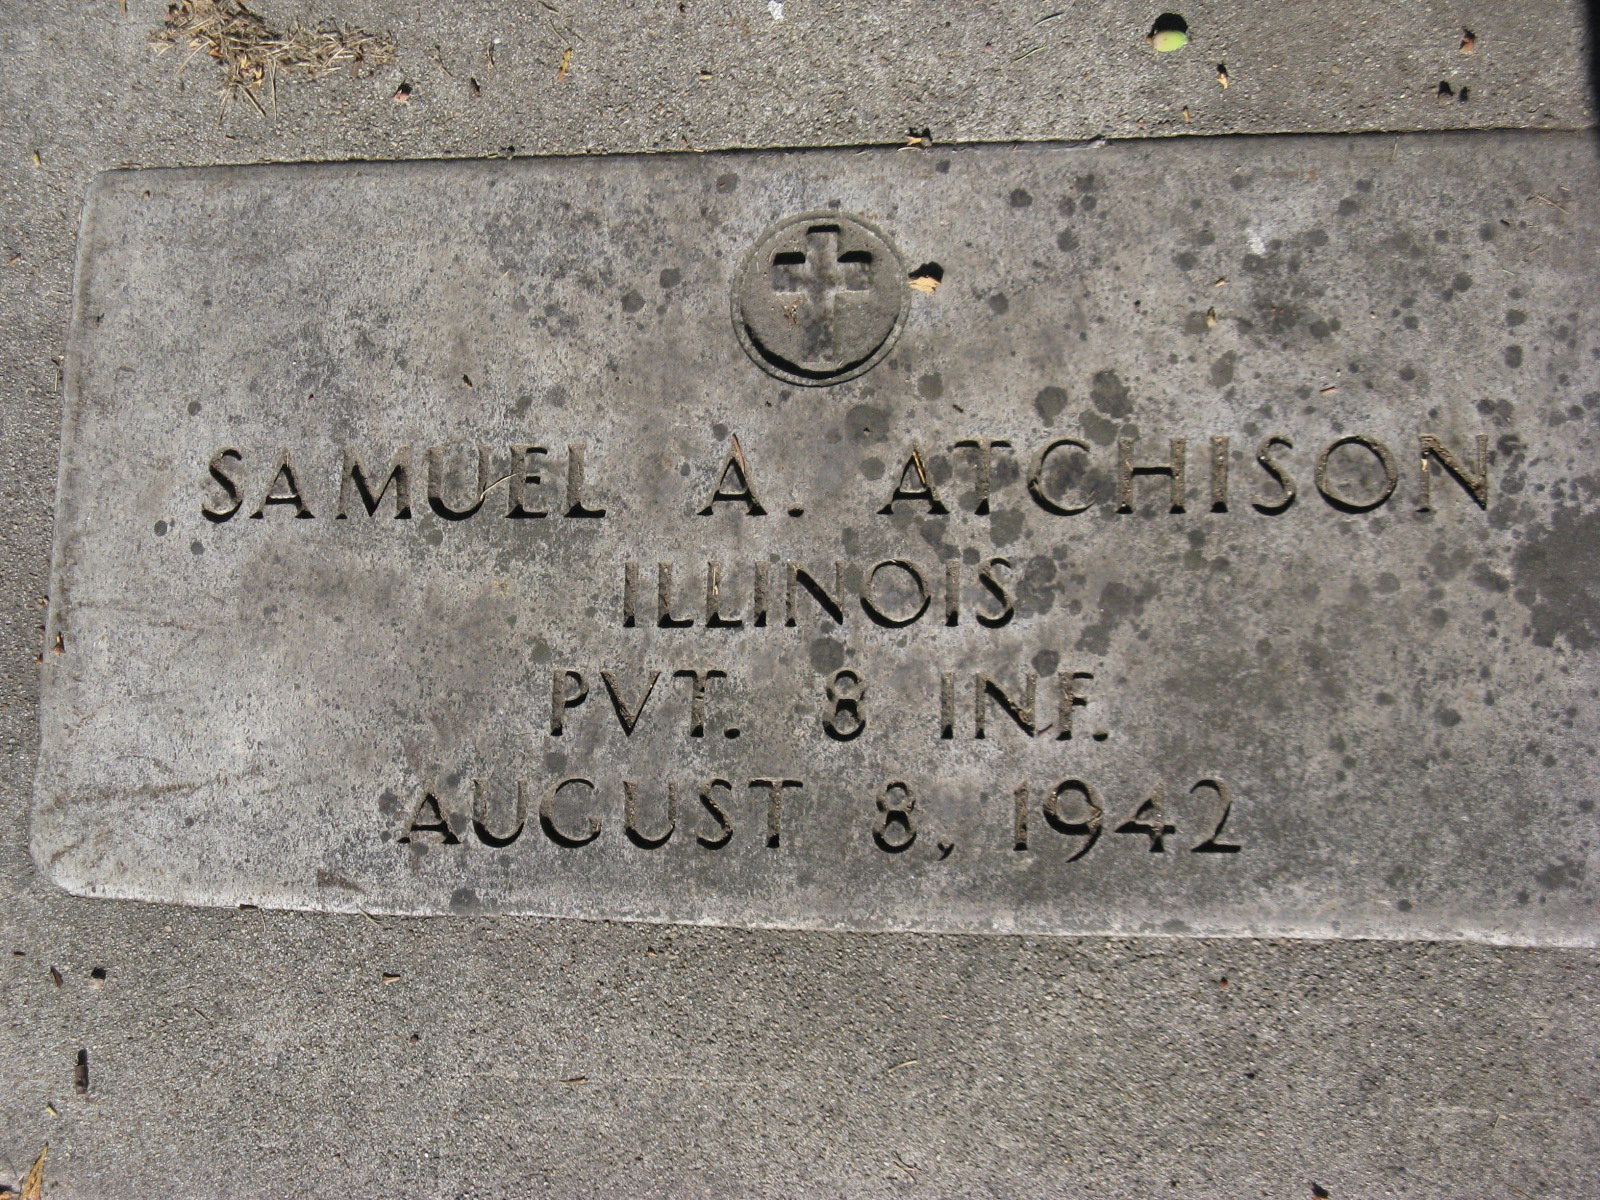 SAMUEL A. ATCHISON
ILLINOIS
PVT. 8 INF.
AUGUST 8, 1942